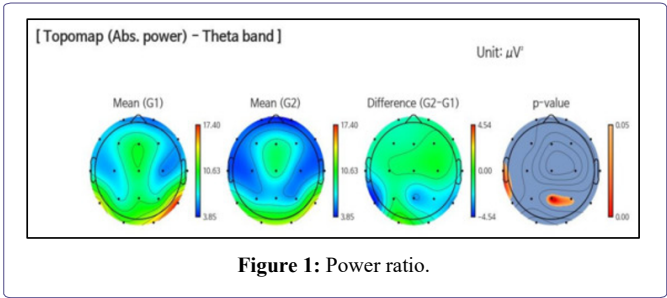 [ Topomap (Abs. power) – Theta band ]
Unit: μV²
Mean (G1) Mean (G2) Difference (G2-G1) p-value
17.40 17.40 4.54 0.05
10.63 10.63 0.00
3.85 3.85 -4.54 0.00
Figure 1: Power ratio.